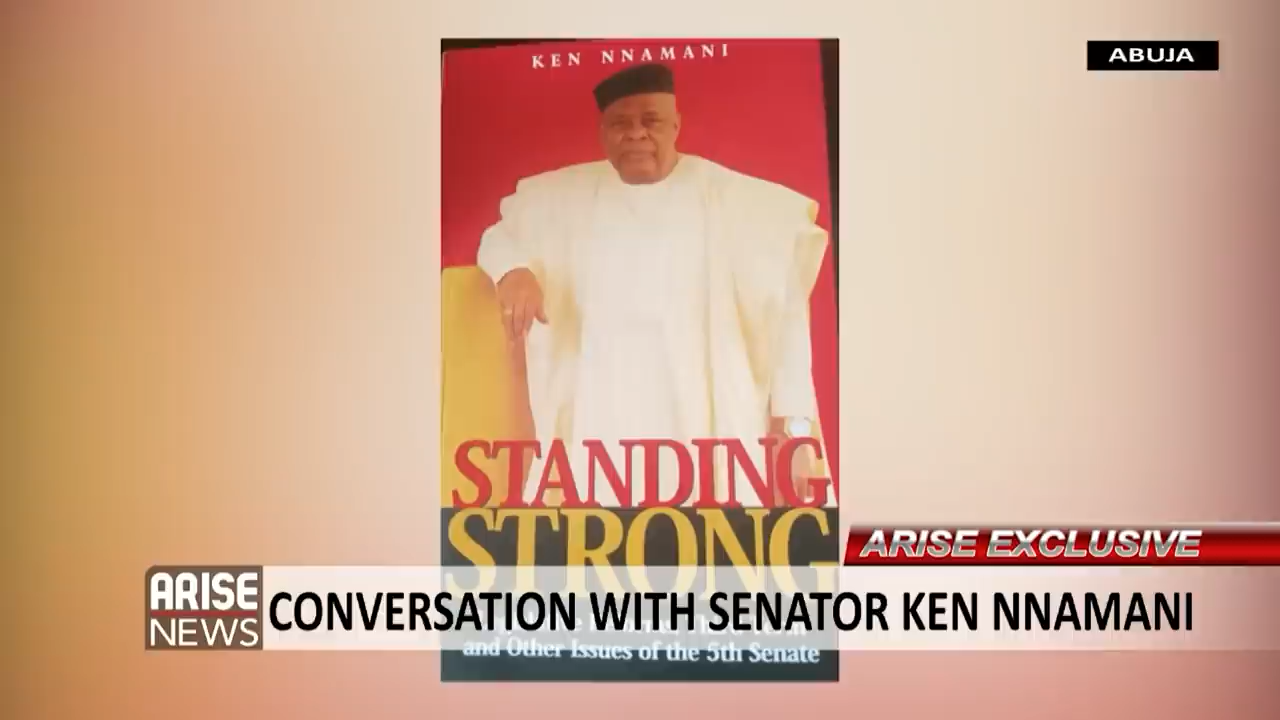 KEN NNAMANI
ABUJA
STANDING
STRONG
ARISE EXCLUSIVE
ARISE
NEWS
CONVERSATION WITH SENATOR KEN NNAMANI
and Other Issues of the 5th Senate